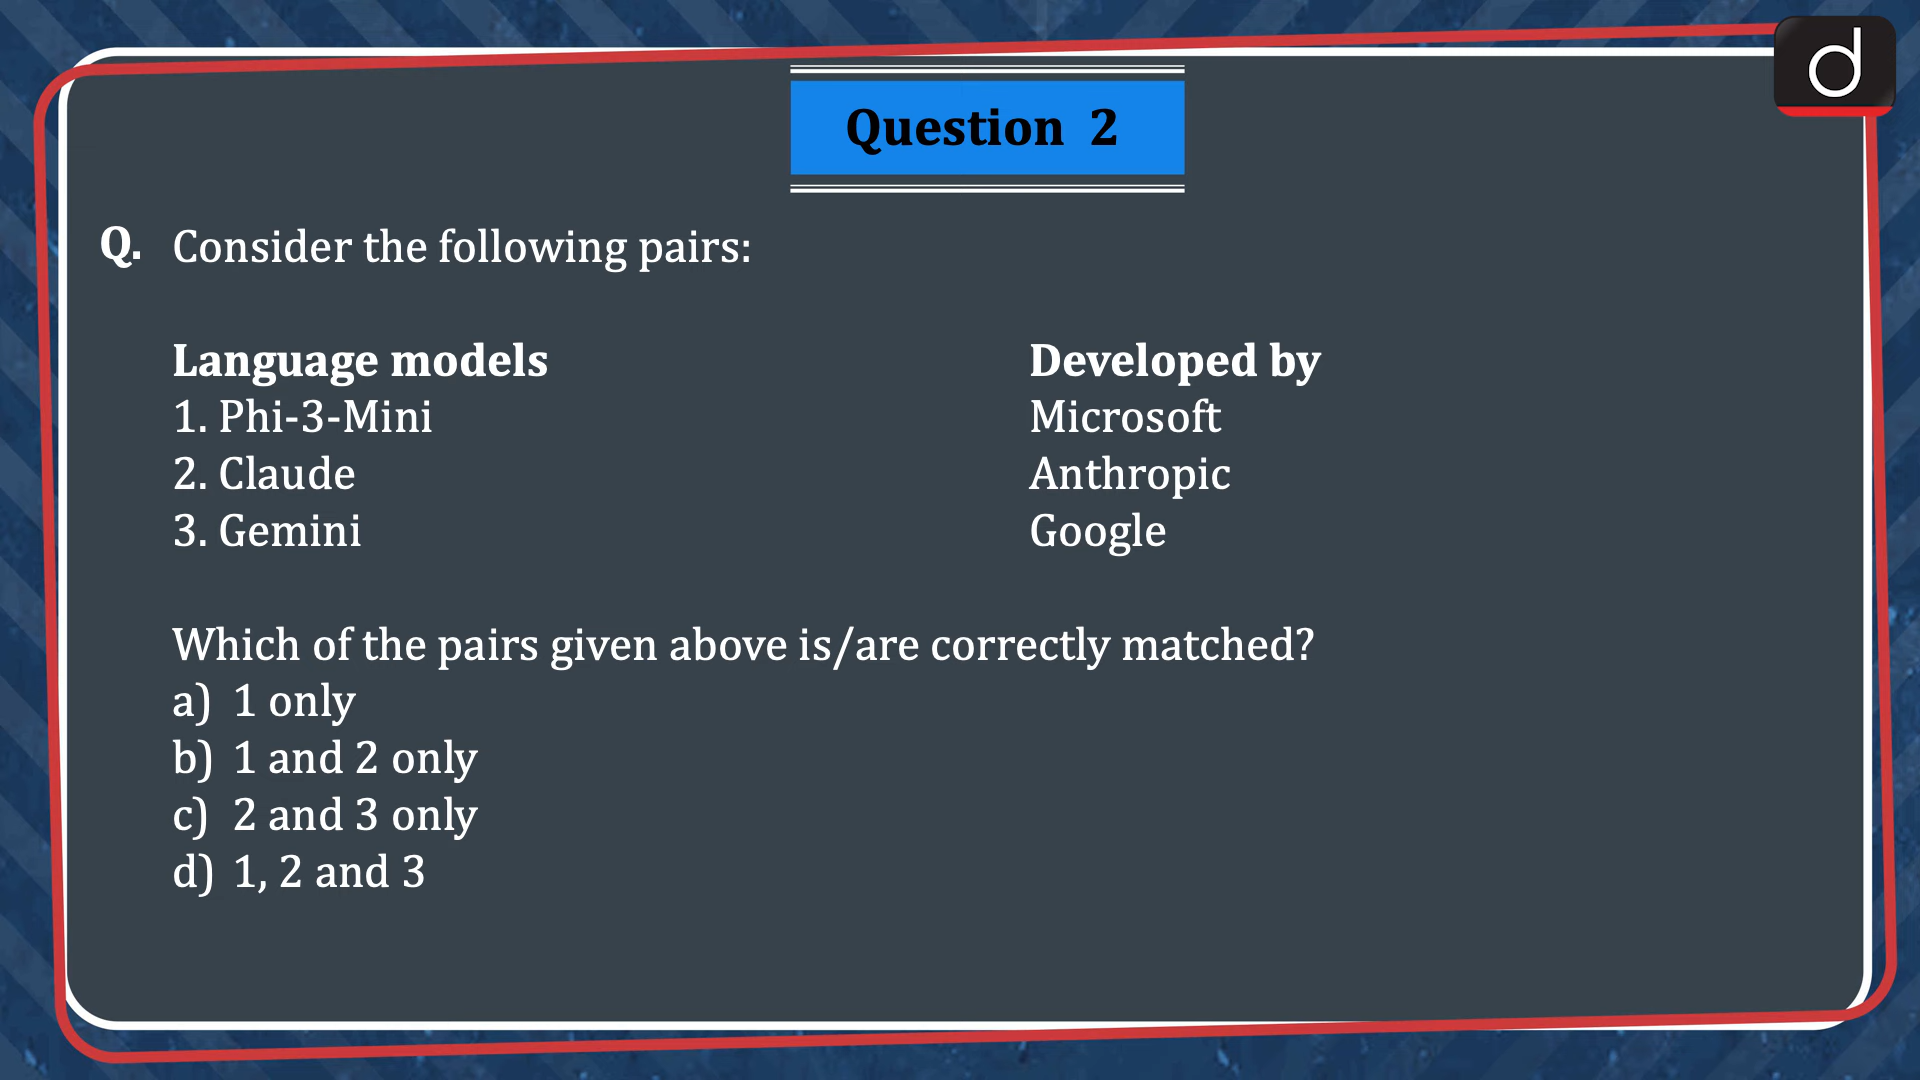 d
Question 2
Q. Consider the following pairs:
Language models Developed by
1. Phi-3-Mini Microsoft
2. Claude Anthropic
3. Gemini Google
Which of the pairs given above is/are correctly matched?
a) 1 only
b) 1 and 2 only
c) 2 and 3 only
d) 1, 2 and 3